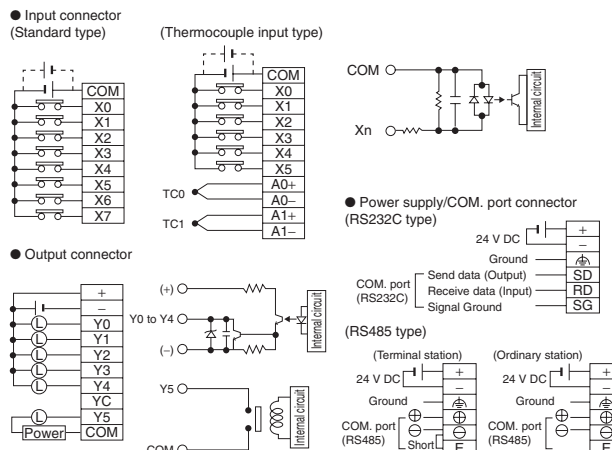 ● Input connector
(Standard type)
COM
X0
X1
X2
X3
X4
X5
X6
X7
(Thermocouple input type)
COM
X0
X1
X2
X3
X4
X5
TC0
A0+
A0−
TC1
A1+
A1−
COM
Xn
Internal circuit
● Output connector
+
−
L Y0
L Y1
L Y2
L Y3
L Y4
YC
L Y5
Power COM
(+)
Y0 to Y4
(−)
Internal circuit
Y5
COM
Internal circuit
● Power supply/COM. port connector
(RS232C type)
24 V DC
+
−
Ground
COM. port
(RS232C)
Send data (Output) SD
Receive data (Input) RD
Signal Ground SG
(RS485 type)
(Terminal station)
24 V DC
+
−
Ground
COM. port
(RS485)
⊕ ⊕
⊖ ⊖
Short E
(Ordinary station)
24 V DC
+
−
Ground
COM. port
(RS485)
⊕ ⊕
⊖ ⊖
E